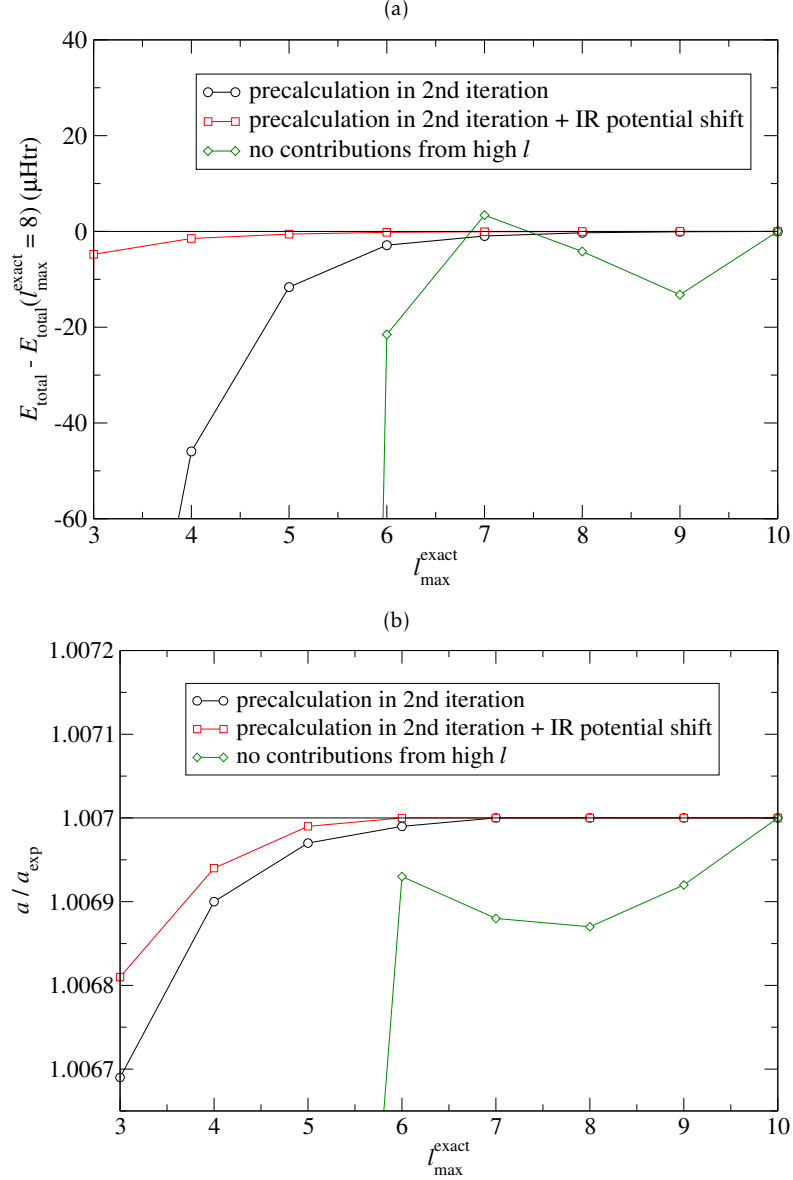 (a)
40
20
0
-20
-40
-60
E_total - E_total(l_max^exact = 8) (μHtr)
precalculation in 2nd iteration
precalculation in 2nd iteration + IR potential shift
no contributions from high l
3 4 5 6 7 8 9 10
l_max^exact
(b)
1.0072
1.0071
1.007
1.0069
1.0068
1.0067
a / a_exp
precalculation in 2nd iteration
precalculation in 2nd iteration + IR potential shift
no contributions from high l
3 4 5 6 7 8 9 10
l_max^exact